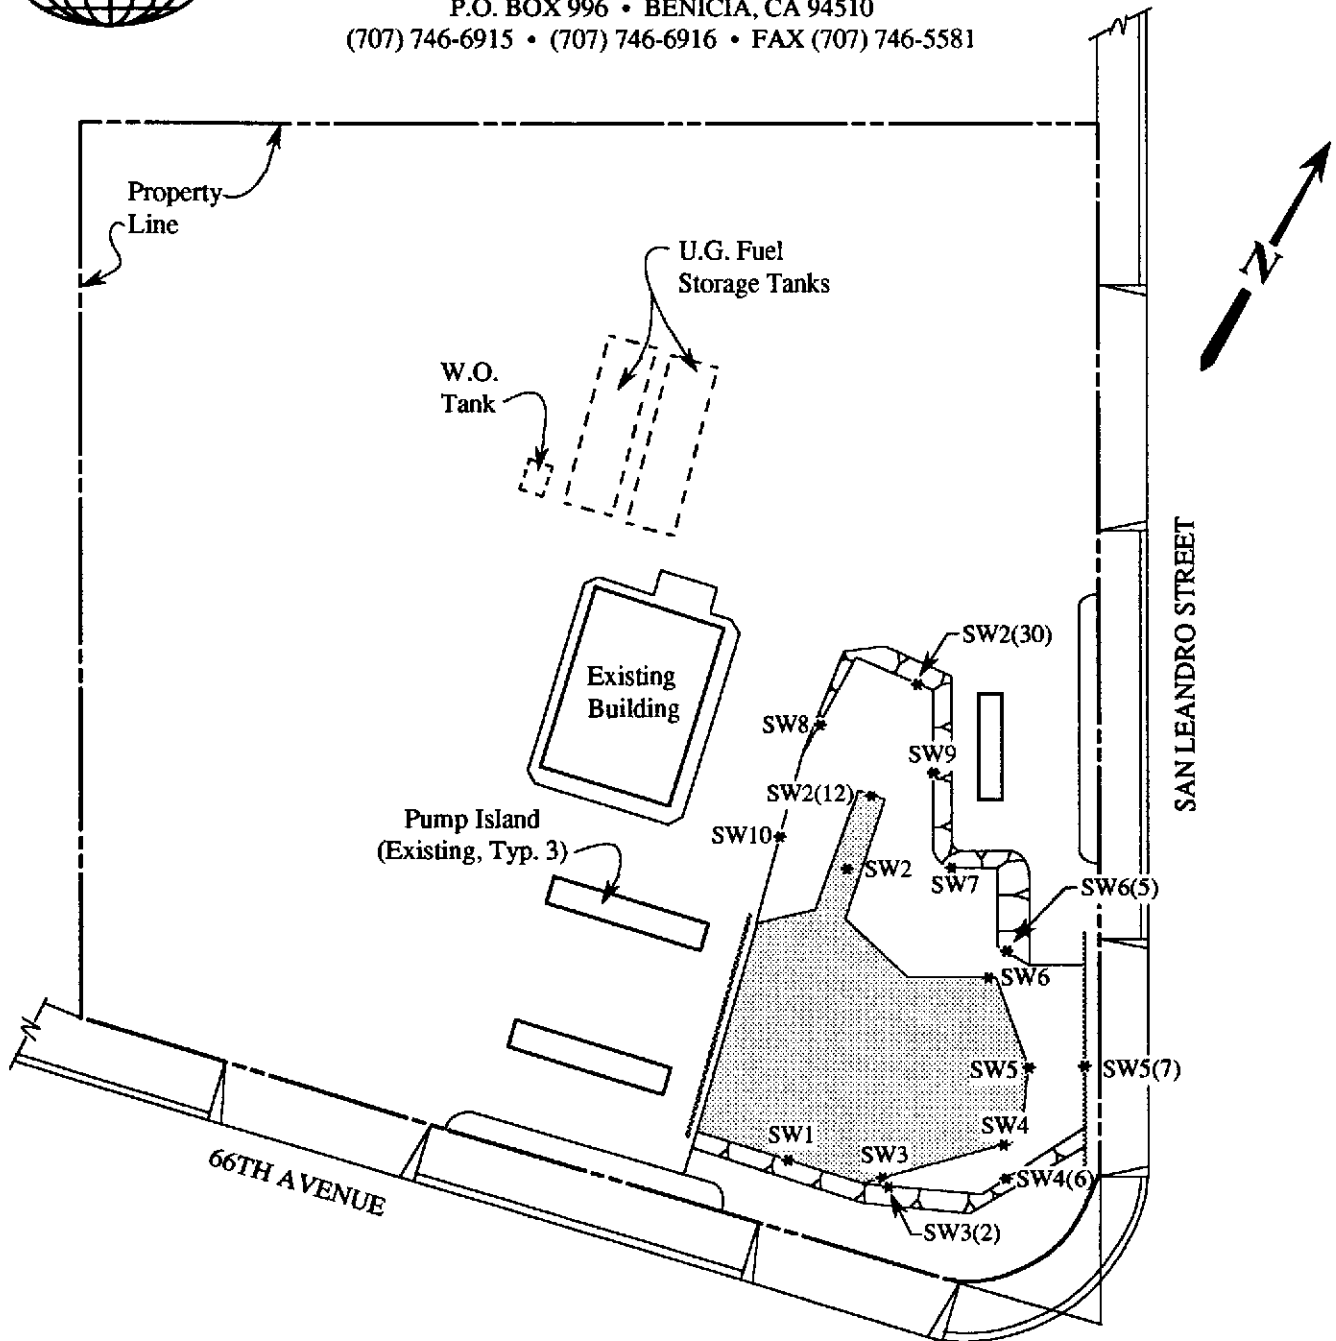 P.O. BOX 996 • BENICIA, CA 94510
(707) 746-6915 • (707) 746-6916 • FAX (707) 746-5581
Property
Line
U.G. Fuel
Storage Tanks
W.O.
Tank
N
Existing
Building
SW2(30)
SW8
SW9
SW2(12)
SW10
Pump Island
(Existing, Typ. 3)
SW2
SW7
SW6(5)
SW6
SW5
SW5(7)
SW4
SW1
SW3
SW4(6)
SW3(2)
SAN LEANDRO STREET
66TH AVENUE